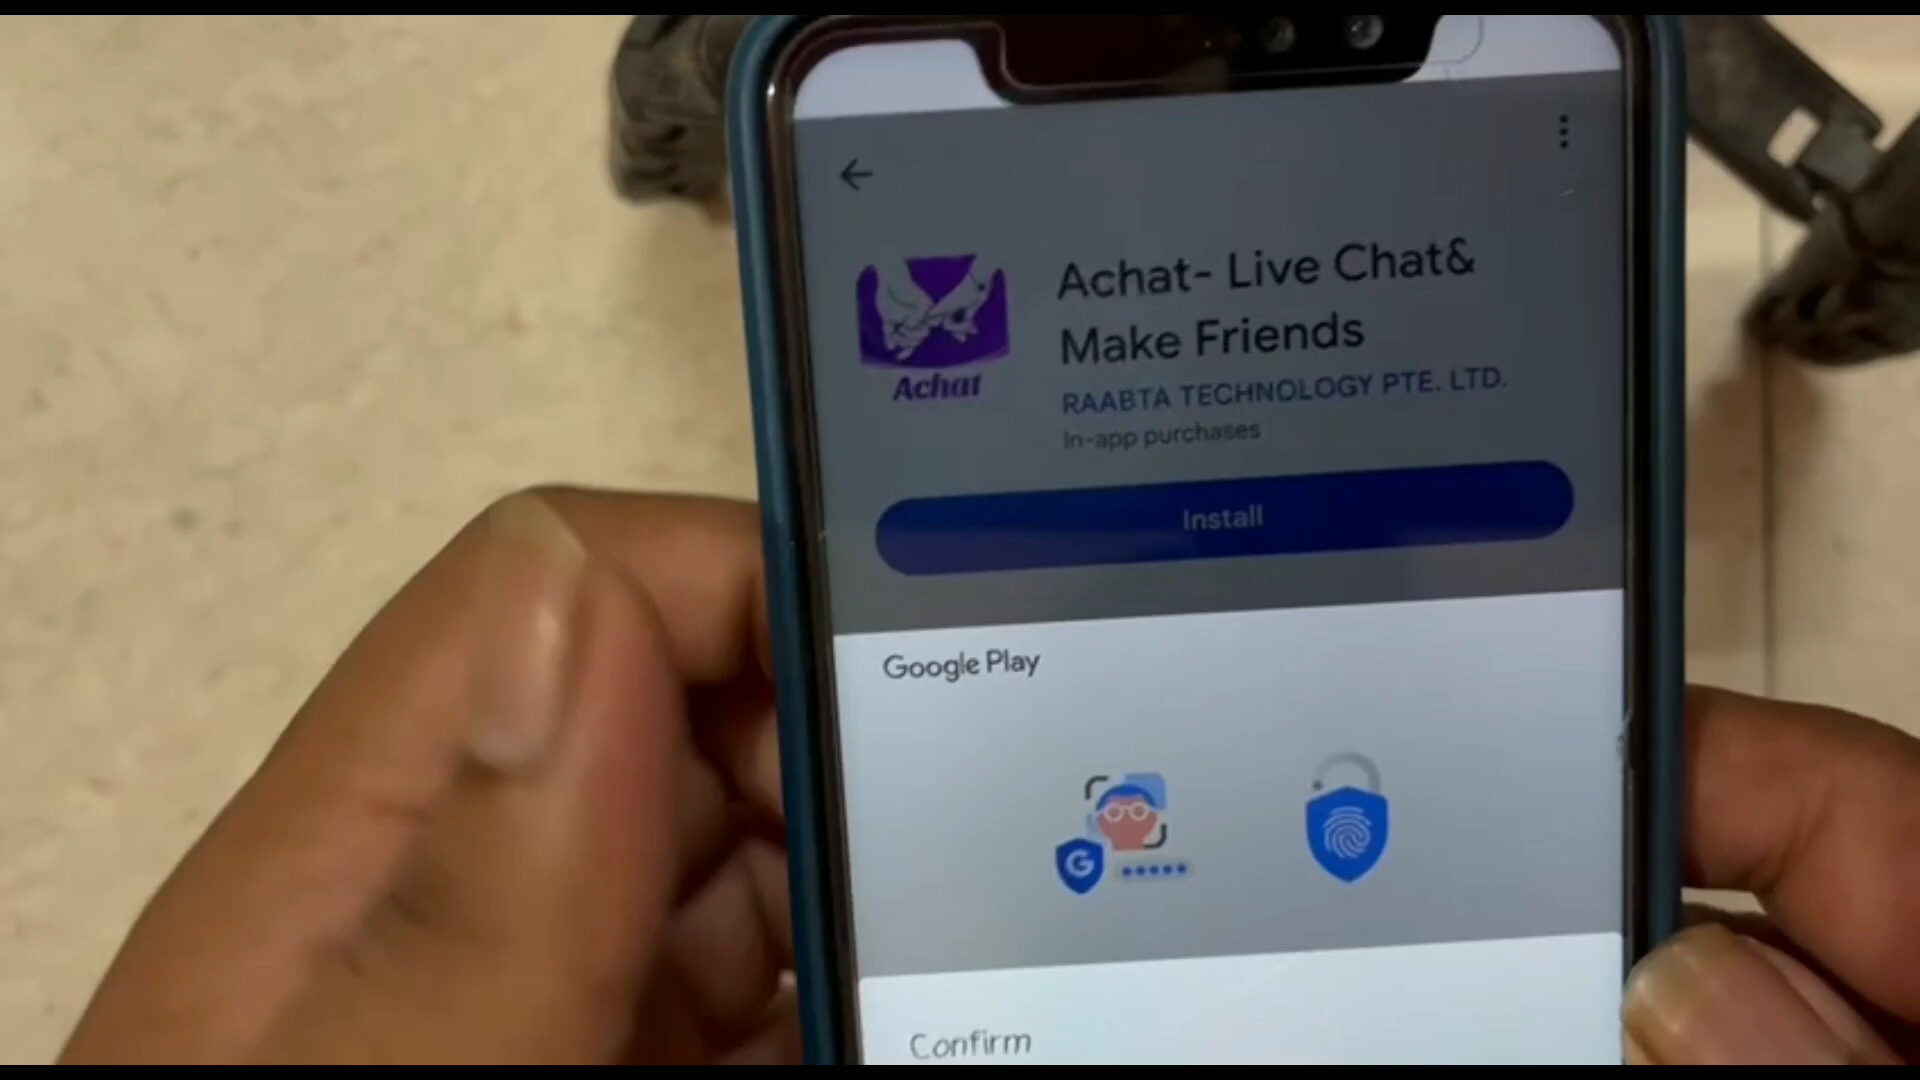 Achat
Achat- Live Chat&
Make Friends
RAABTA TECHNOLOGY PTE. LTD.
In-app purchases
Install
Google Play
G
Confirm